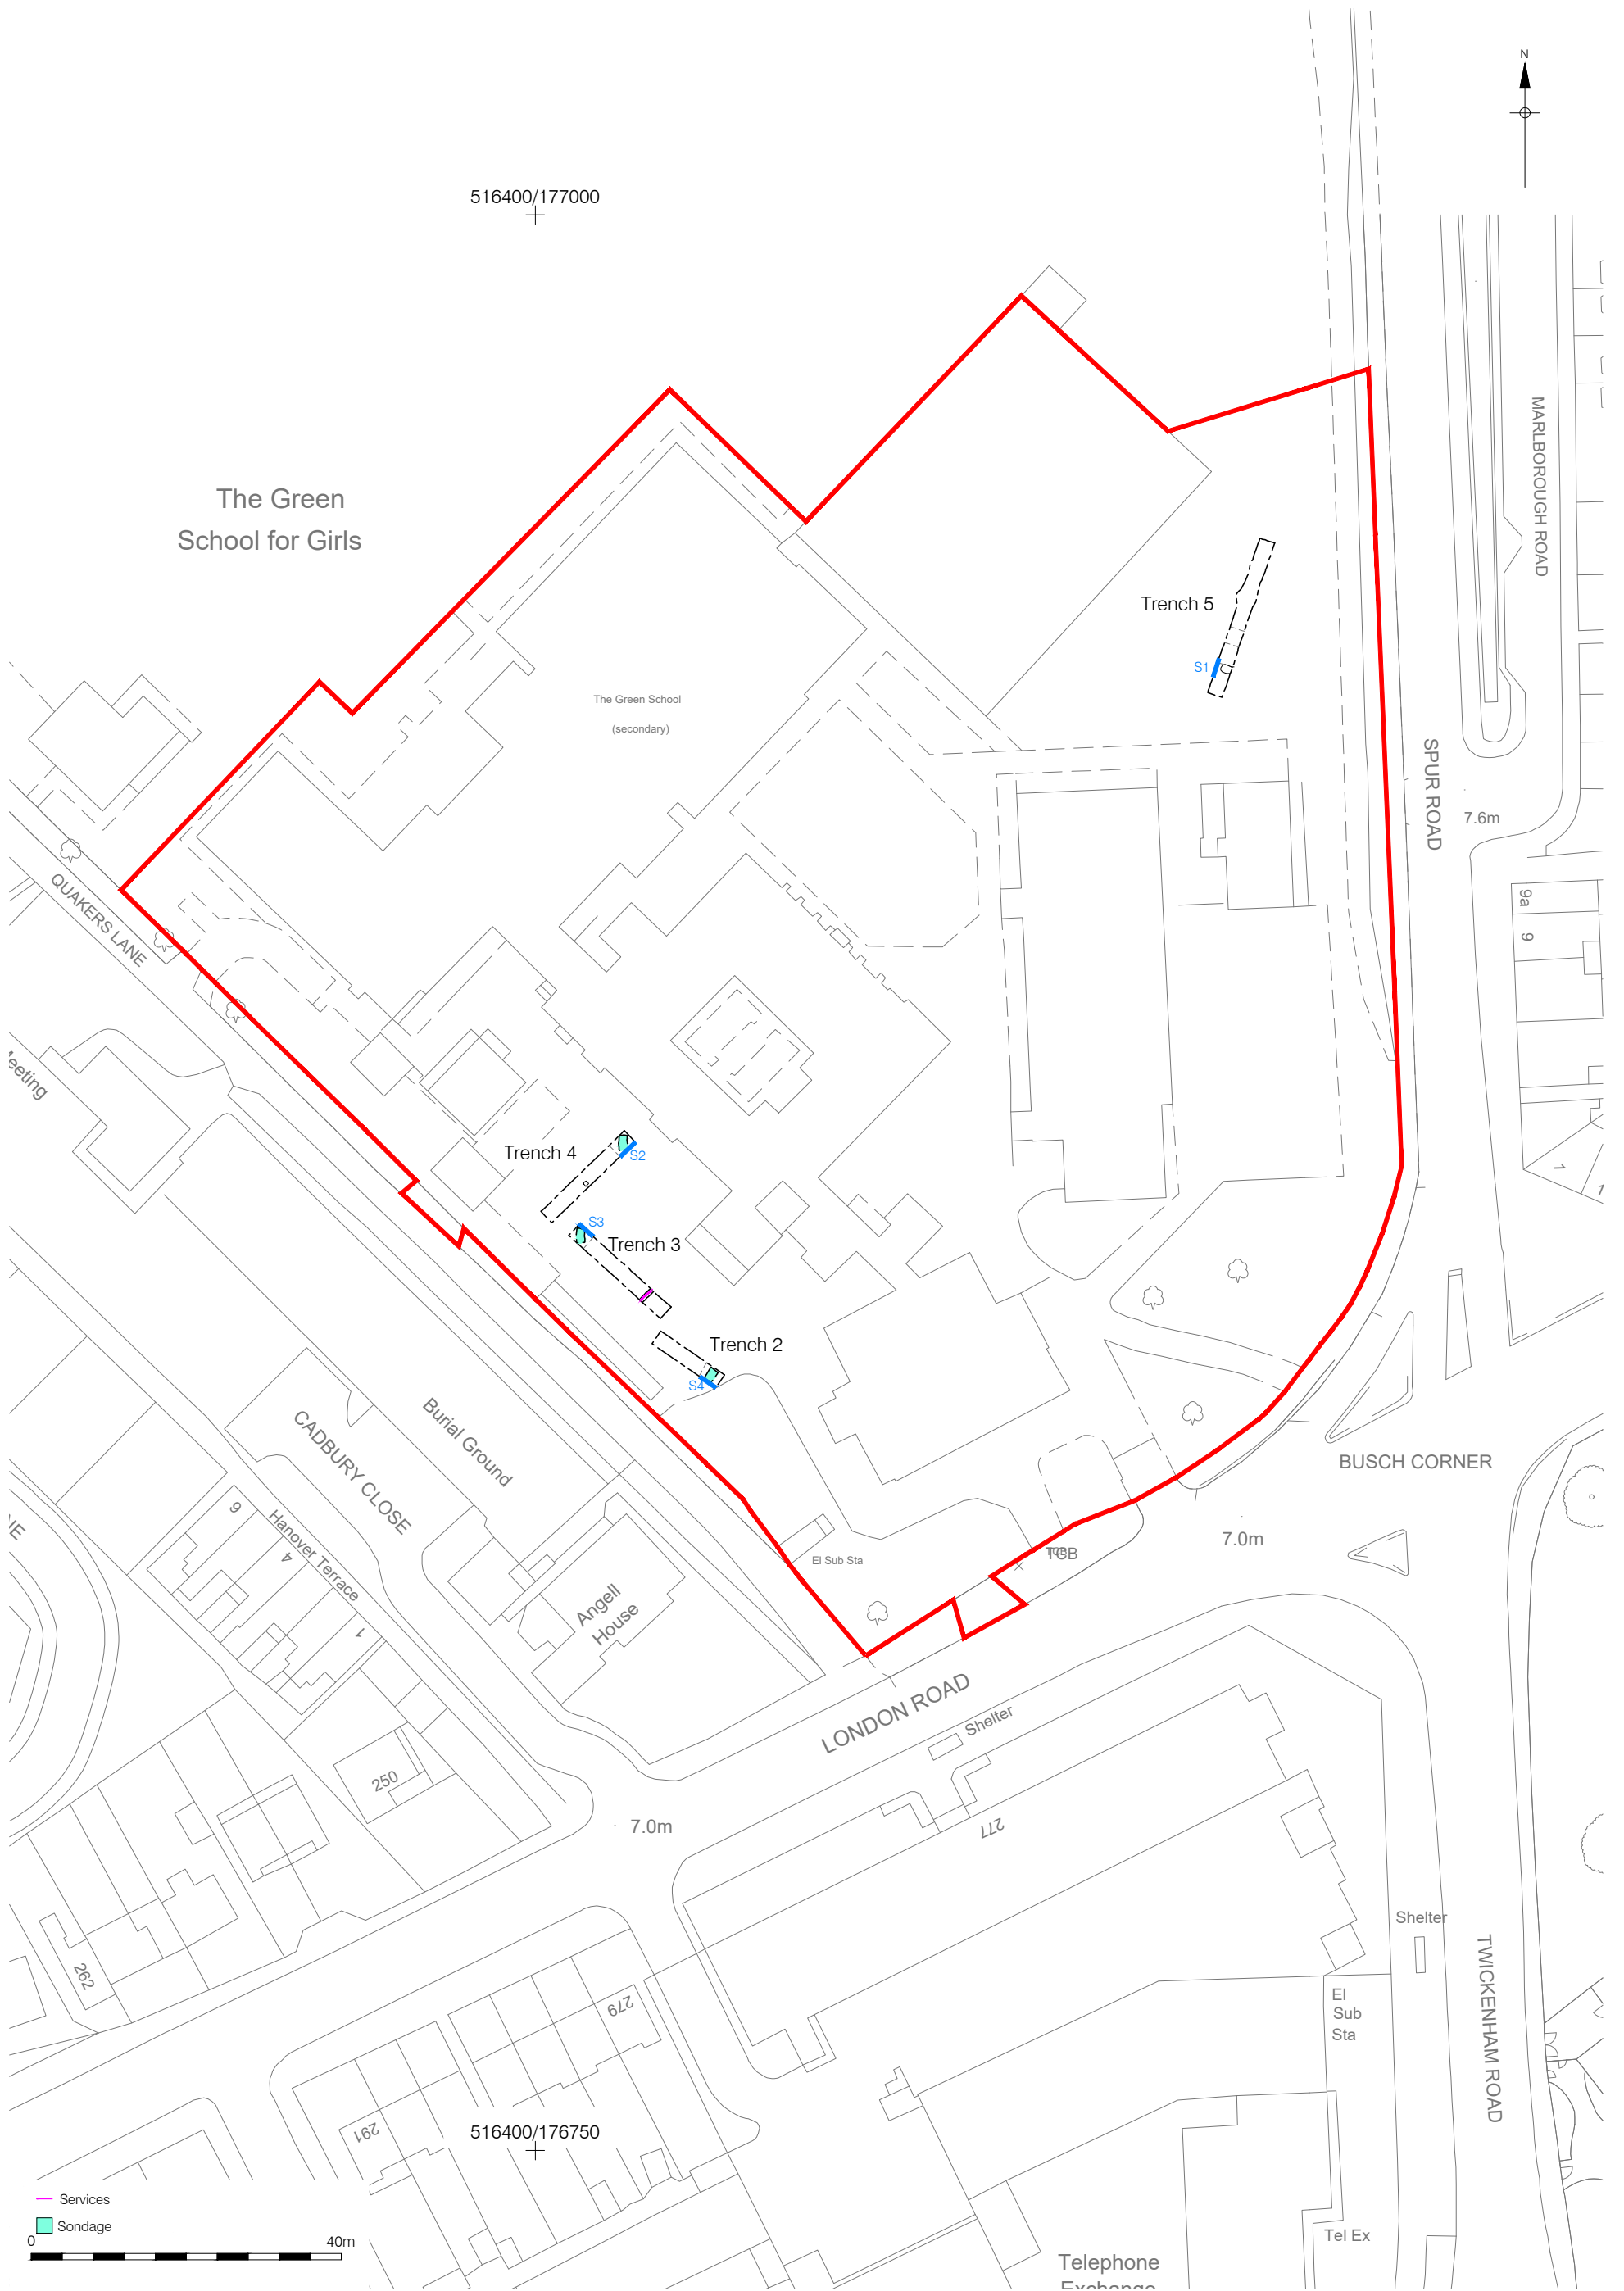 N
516400/177000
MARLBOROUGH ROAD
The Green
School for Girls
Trench 5
S1
The Green School
(secondary)
SPUR ROAD
7.6m
QUAKERS LANE
9a
9
Trench 4
S2
1
S3
Trench 3
Trench 2
S4
Burial Ground
CADBURY CLOSE
BUSCH CORNER
9
Hanover Terrace
4
1
7.0m
TCB
El Sub Sta
Angell
House
LONDON ROAD
Shelter
250
7.0m
277
Shelter
TWICKENHAM ROAD
262
El
Sub
Sta
279
291
516400/176750
Services
Sondage
0 40m
Tel Ex
Telephone